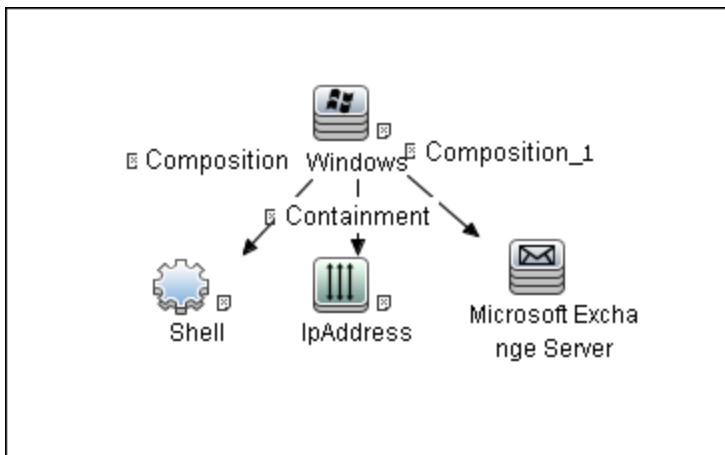 Composition
Windows
Composition_1
Containment
Shell
IpAddress
Microsoft Excha
nge Server